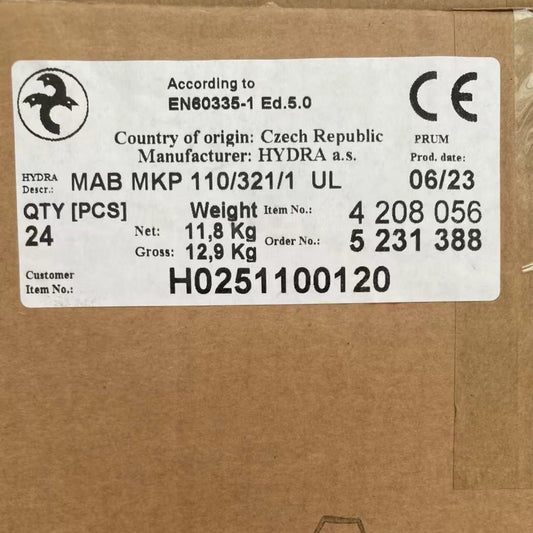 According to
EN60335-1 Ed.5.0
CE
Country of origin: Czech Republic
PRUM
Manufacturer: HYDRA a.s.
Prod. date:
HYDRA
Descr.: MAB MKP 110/321/1 UL 06/23
QTY [PCS] Weight Item No.: 4 208 056
24 Net: 11,8 Kg
Gross: 12,9 Kg Order No.: 5 231 388
Customer
Item No.: H0251100120